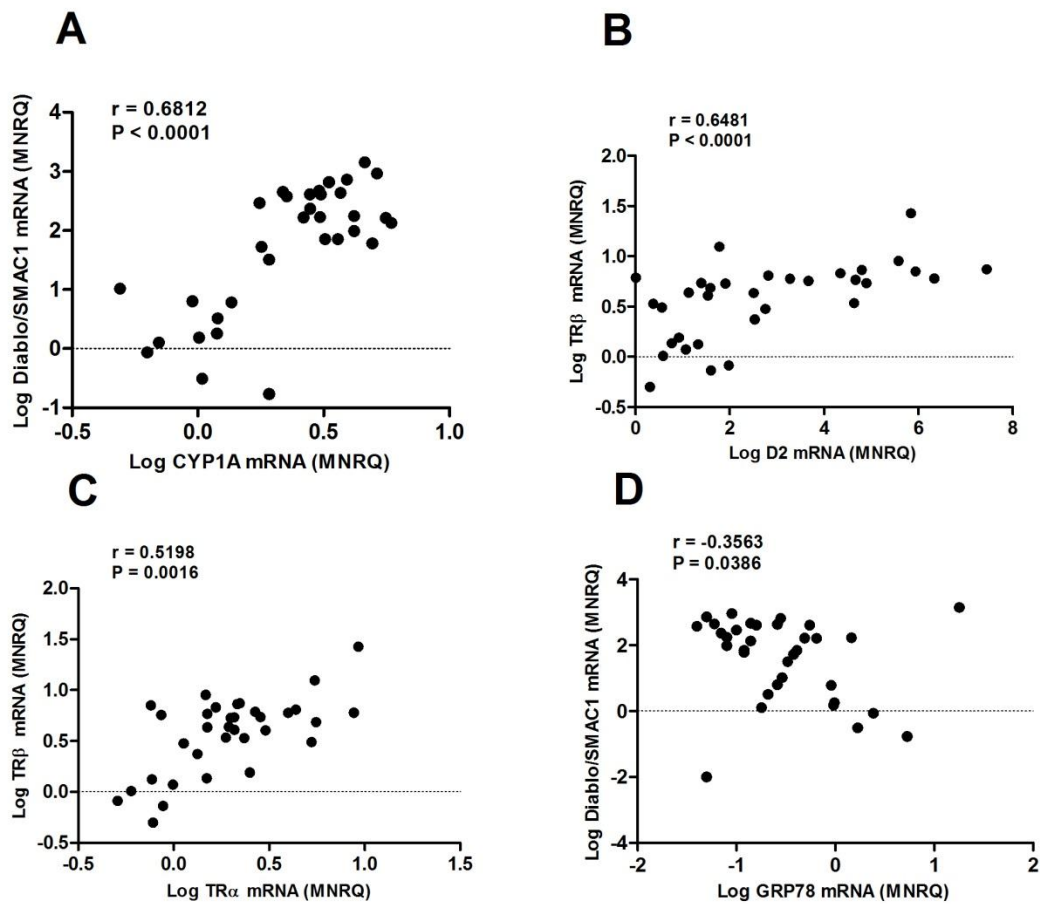 A
r = 0.6812
P < 0.0001
Log Diablo/SMAC1 mRNA (MNRQ)
4
3
2
1
0
-1
-0.5
0.0
0.5
1.0
Log CYP1A mRNA (MNRQ)
B
r = 0.6481
P < 0.0001
Log TRβ mRNA (MNRQ)
2.0
1.5
1.0
0.5
0.0
-0.5
0
2
4
6
8
Log D2 mRNA (MNRQ)
C
r = 0.5198
P = 0.0016
Log TRβ mRNA (MNRQ)
2.0
1.5
1.0
0.5
0.0
-0.5
-0.5
0.0
0.5
1.0
1.5
Log TRα mRNA (MNRQ)
D
r = -0.3563
P = 0.0386
Log Diablo/SMAC1 mRNA (MNRQ)
4
2
0
-2
-4
-2
-1
0
1
2
Log GRP78 mRNA (MNRQ)